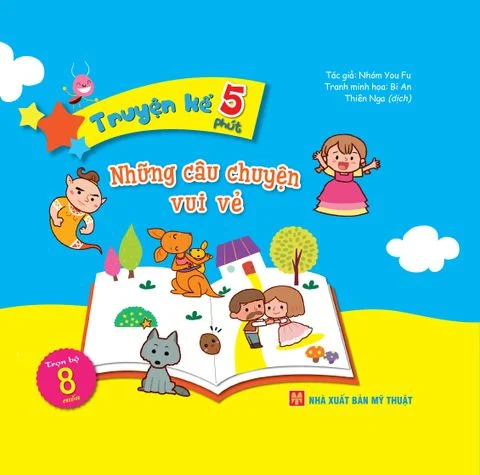 Tác giả: Nhóm You Fu
Tranh minh họa: Bi An
Thiên Nga (dịch)
Truyện kể 5
phút
Những câu chuyện
vui vẻ
Trọn bộ
8
cuốn
NHÀ XUẤT BẢN MỸ THUẬT